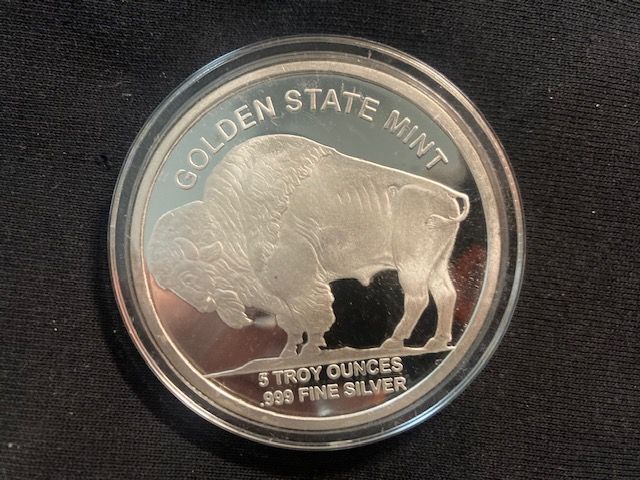 GOLDEN STATE MINT
5 TROY OUNCES
.999 FINE SILVER